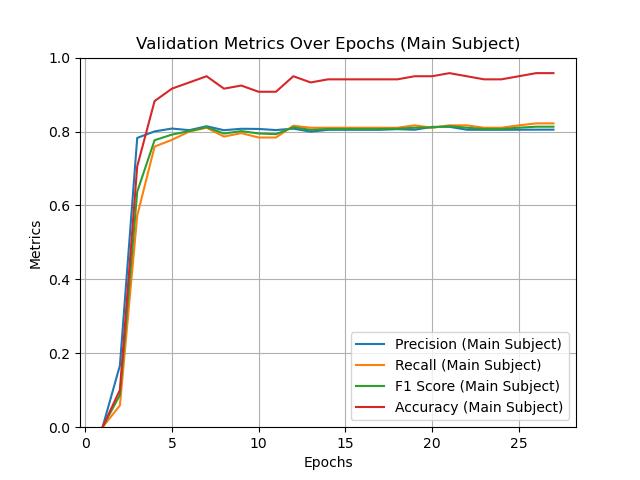 Validation Metrics Over Epochs (Main Subject)
1.0
0.8
0.6
0.4
0.2
0.0
Metrics
0
5
10
15
20
25
Epochs
Precision (Main Subject)
Recall (Main Subject)
F1 Score (Main Subject)
Accuracy (Main Subject)